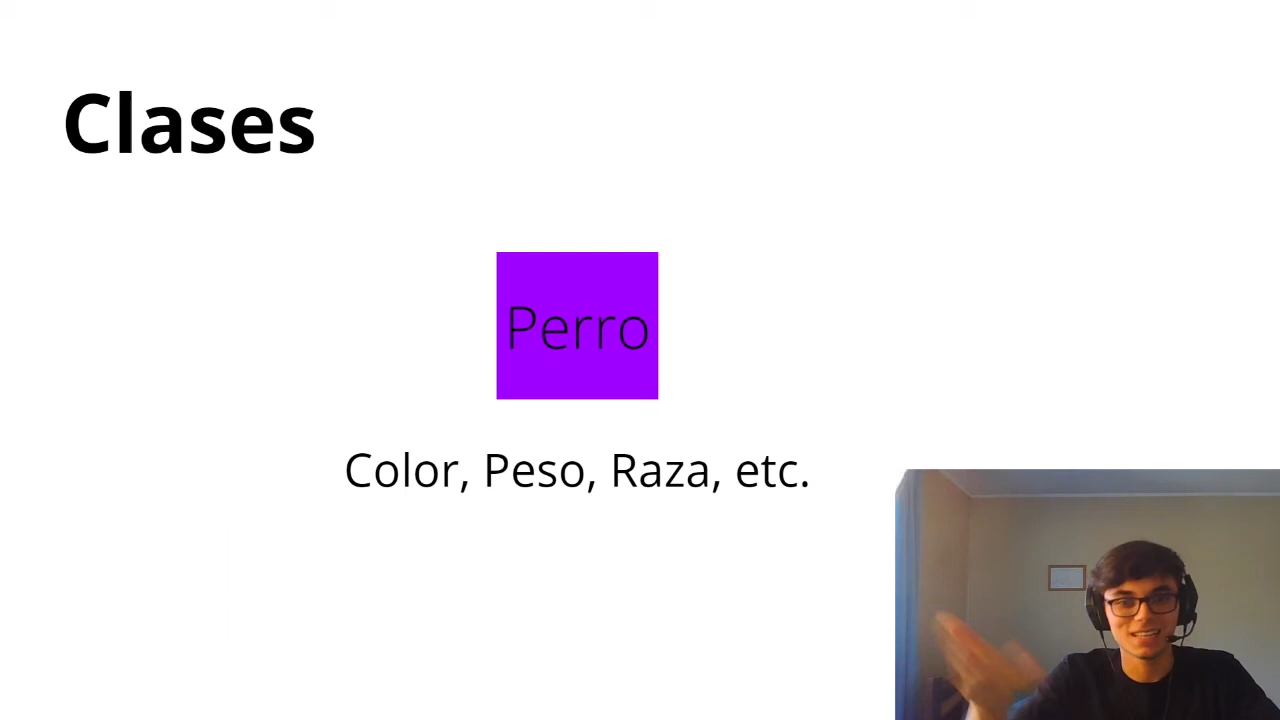 Clases
Perro
Color, Peso, Raza, etc.